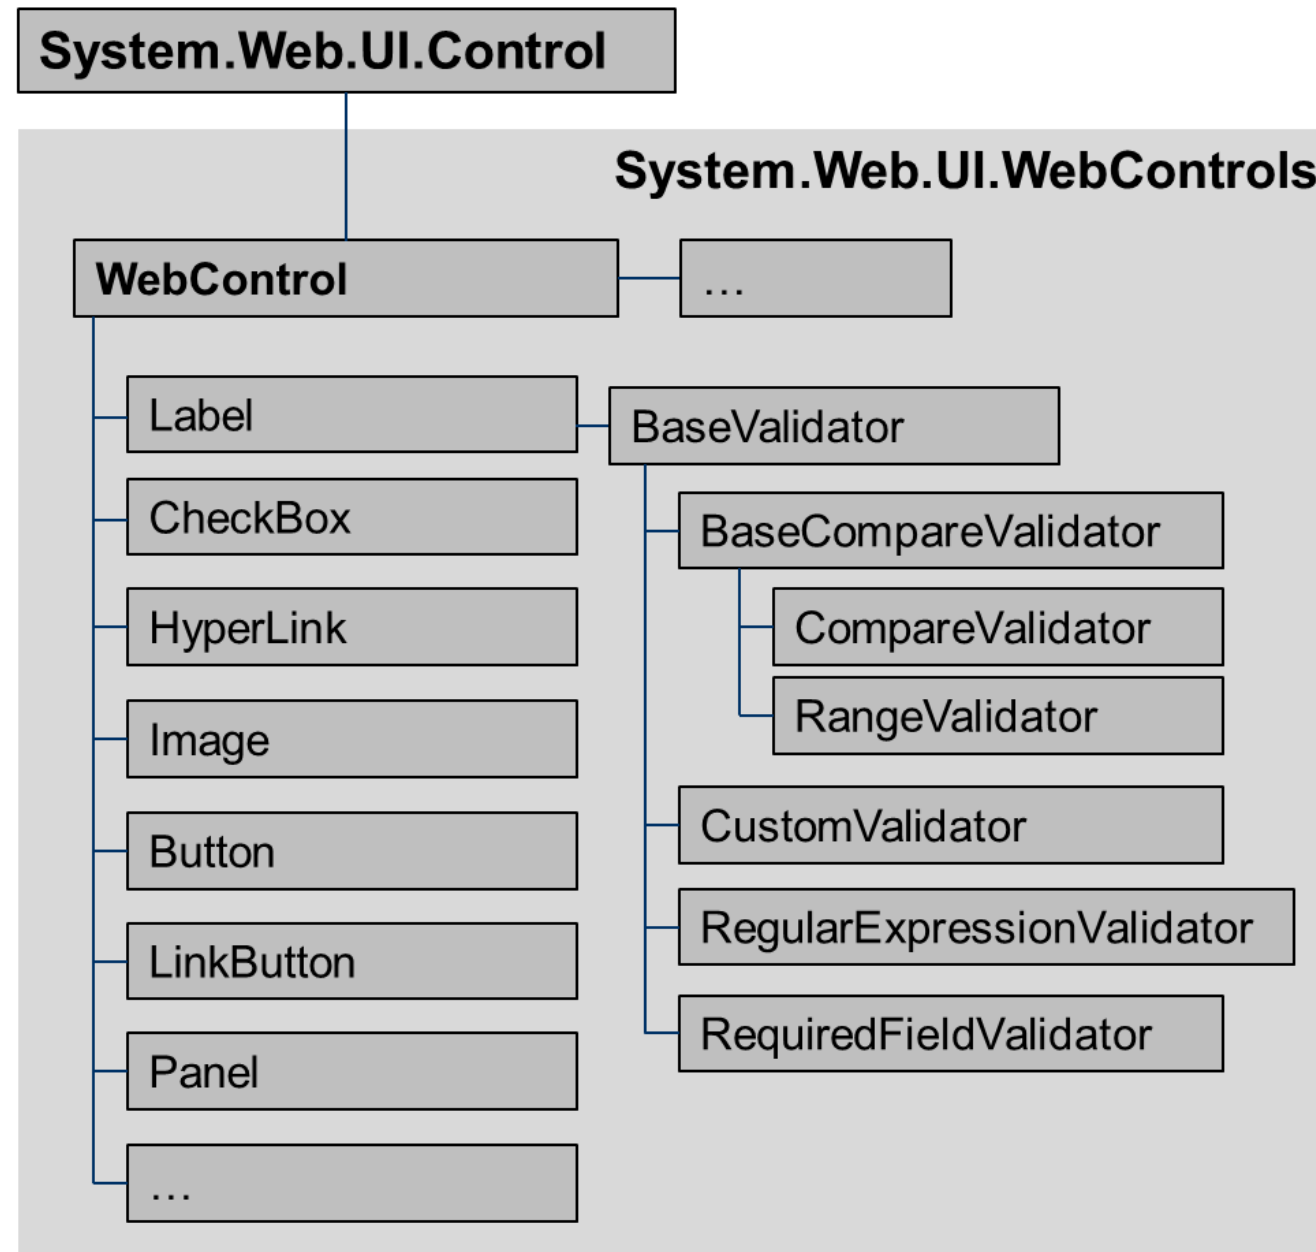 System.Web.UI.Control
System.Web.UI.WebControls
WebControl
…
Label
CheckBox
HyperLink
Image
Button
LinkButton
Panel
…
BaseValidator
BaseCompareValidator
CompareValidator
RangeValidator
CustomValidator
RegularExpressionValidator
RequiredFieldValidator